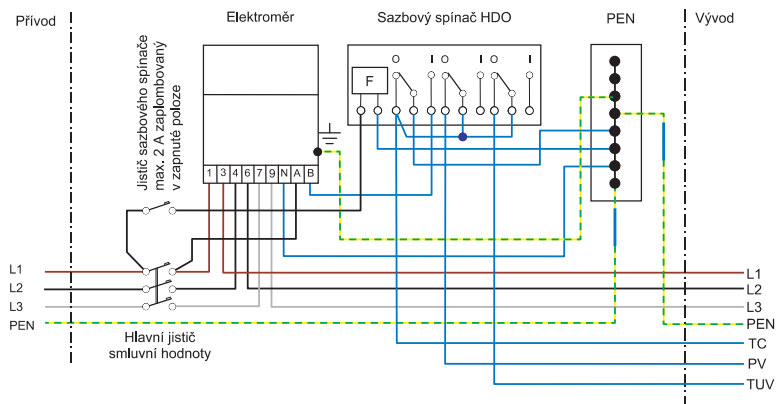 Přívod
Elektroměr
Sazbový spínač HDO
PEN
Vývod
Jistič sazbového spínače
max. 2 A zaplombovaný
v zapnuté poloze
F
O I O I O I
1 3 4 6 7 9 N A B
L1
L2
L3
PEN
Hlavní jistič
smluvní hodnoty
L1
L2
L3
PEN
TC
PV
TUV